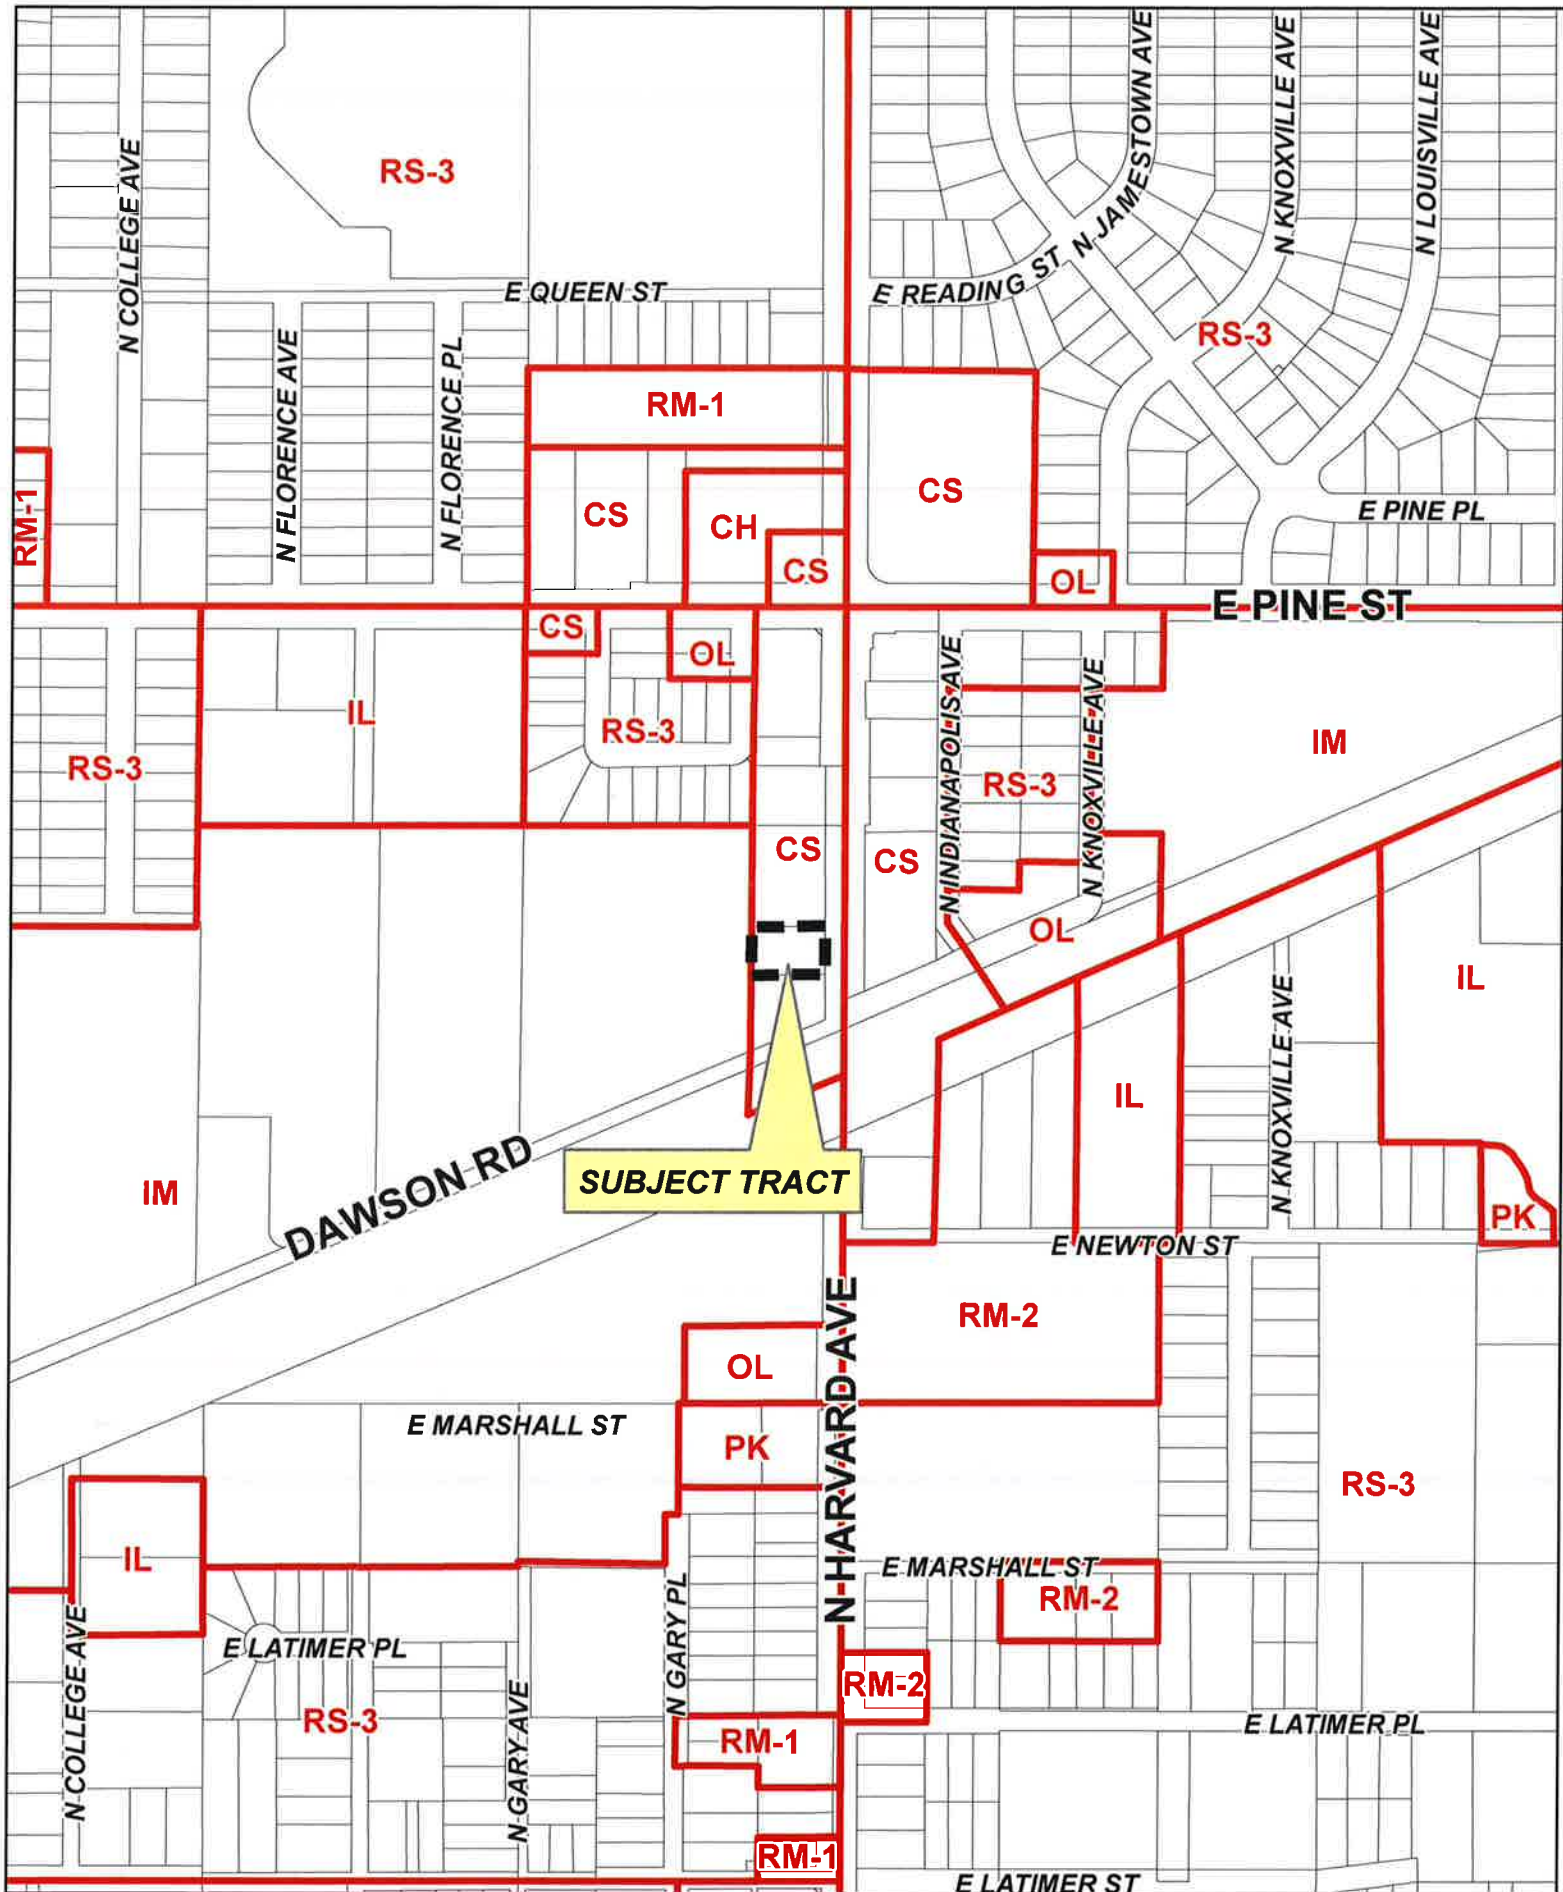 N COLLEGE AVE
RS-3
N JAMESTOWN AVE
N KNOXVILLE AVE
N LOUISVILLE AVE
E QUEEN ST
E READING ST
RS-3
N FLORENCE AVE
N FLORENCE PL
RM-1
RM-1
CS
CH
CS
CS
OL
E PINE PL
E PINE ST
CS
OL
RS-3
IL
RS-3
CS
CS
N INDIANAPOLIS AVE
RS-3
N KNOXVILLE AVE
IM
OL
IL
IL
N KNOXVILLE AVE
PK
SUBJECT TRACT
IM
DAWSON RD
E NEWTON ST
RM-2
OL
N HARVARD AVE
E MARSHALL ST
PK
RS-3
IL
E MARSHALL ST
RM-2
N COLLEGE AVE
E LATIMER PL
RS-3
N GARY AVE
N GARY PL
RM-2
RM-1
E LATIMER PL
RM-1
E LATIMER ST